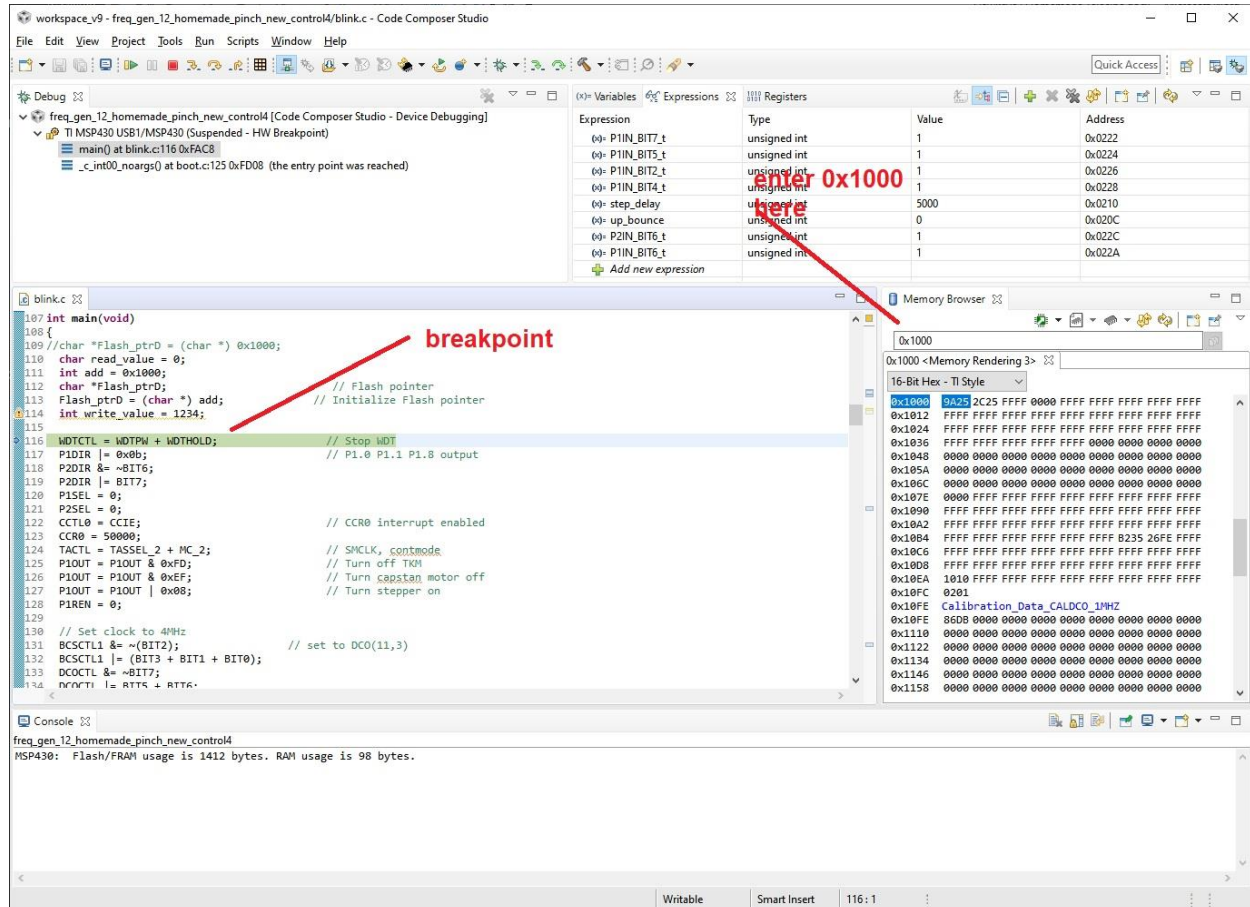 workspace_v9 - freq_gen_12_homemade_pinch_new_control4/blink.c - Code Composer Studio
File Edit View Project Tools Run Scripts Window Help
Quick Access
Debug
freq_gen_12_homemade_pinch_new_control4 [Code Composer Studio - Device Debugging]
TI MSP430 USB1/MSP430 (Suspended - HW Breakpoint)
main() at blink.c:116 0xFAC8
_c_int00_noargs() at boot.c:125 0xFD08 (the entry point was reached)
(x)= Variables Expressions Registers
Expression Type Value Address
(x)= P1IN_BIT7_t unsigned int 1 0x0222
(x)= P1IN_BIT5_t unsigned int 1 0x0224
(x)= P1IN_BIT2_t unsigned int 1 0x0226
(x)= P1IN_BIT4_t unsigned int 1 0x0228
(x)= step_delay unsigned int 5000 0x0210
(x)= up_bounce unsigned int 0 0x020C
(x)= P2IN_BIT6_t unsigned int 1 0x022C
(x)= P1IN_BIT6_t unsigned int 1 0x022A
Add new expression
enter 0x1000
here
blink.c
107 int main(void)
108 {
109 //char *Flash_ptrD = (char *) 0x1000;
110 char read_value = 0;
111 int add = 0x1000;
112 char *Flash_ptrD; // Flash pointer
113 Flash_ptrD = (char *) add; // Initialize Flash pointer
114 int write_value = 1234;
115
116 WDTCTL = WDTPW + WDTHOLD; // Stop WDT
117 P1DIR |= 0x0b; // P1.0 P1.1 P1.8 output
118 P2DIR &= ~BIT6;
119 P2DIR |= BIT7;
120 P1SEL = 0;
121 P2SEL = 0;
122 CCTL0 = CCIE; // CCR0 interrupt enabled
123 CCR0 = 50000;
124 TACTL = TASSEL_2 + MC_2; // SMCLK, contmode
125 P1OUT = P1OUT & 0xFD; // Turn off TKM
126 P1OUT = P1OUT & 0xEF; // Turn capstan motor off
127 P1OUT = P1OUT | 0x08; // Turn stepper on
128 P1REN = 0;
129
130 // Set clock to 4MHz
131 BCSCTL1 &= ~(BIT2); // set to DCO(11,3)
132 BCSCTL1 |= (BIT3 + BIT1 + BIT0);
133 DCOCTL &= ~BIT7;
134 DCOCTL |= BIT5 + BIT6;
breakpoint
Memory Browser
0x1000
0x1000 <Memory Rendering 3>
16-Bit Hex - TI Style
0x1000 9A25 2C25 FFFF 0000 FFFF FFFF FFFF FFFF FFFF
0x1012 FFFF FFFF FFFF FFFF FFFF FFFF FFFF FFFF FFFF
0x1024 FFFF FFFF FFFF FFFF FFFF FFFF FFFF FFFF FFFF
0x1036 FFFF FFFF FFFF FFFF FFFF 0000 0000 0000 0000
0x1048 0000 0000 0000 0000 0000 0000 0000 0000 0000
0x105A 0000 0000 0000 0000 0000 0000 0000 0000 0000
0x106C 0000 0000 0000 0000 0000 0000 0000 0000 0000
0x107E 0000 FFFF FFFF FFFF FFFF FFFF FFFF FFFF FFFF
0x1090 FFFF FFFF FFFF FFFF FFFF FFFF FFFF FFFF FFFF
0x10A2 FFFF FFFF FFFF FFFF FFFF FFFF FFFF FFFF FFFF
0x10B4 FFFF FFFF FFFF FFFF FFFF FFFF B235 26FE FFFF
0x10C6 FFFF FFFF FFFF FFFF FFFF FFFF FFFF FFFF FFFF
0x10D8 FFFF FFFF FFFF FFFF FFFF FFFF FFFF FFFF FFFF
0x10EA 1010 FFFF FFFF FFFF FFFF FFFF FFFF FFFF FFFF
0x10FC 0201
0x10FE Calibration_Data_CALDCO_1MHZ
0x10FE 86DB 0000 0000 0000 0000 0000 0000 0000 0000
0x1110 0000 0000 0000 0000 0000 0000 0000 0000 0000
0x1122 0000 0000 0000 0000 0000 0000 0000 0000 0000
0x1134 0000 0000 0000 0000 0000 0000 0000 0000 0000
0x1146 0000 0000 0000 0000 0000 0000 0000 0000 0000
0x1158 0000 0000 0000 0000 0000 0000 0000 0000 0000
Console
freq_gen_12_homemade_pinch_new_control4
MSP430: Flash/FRAM usage is 1412 bytes. RAM usage is 98 bytes.
Writable Smart Insert 116 : 1